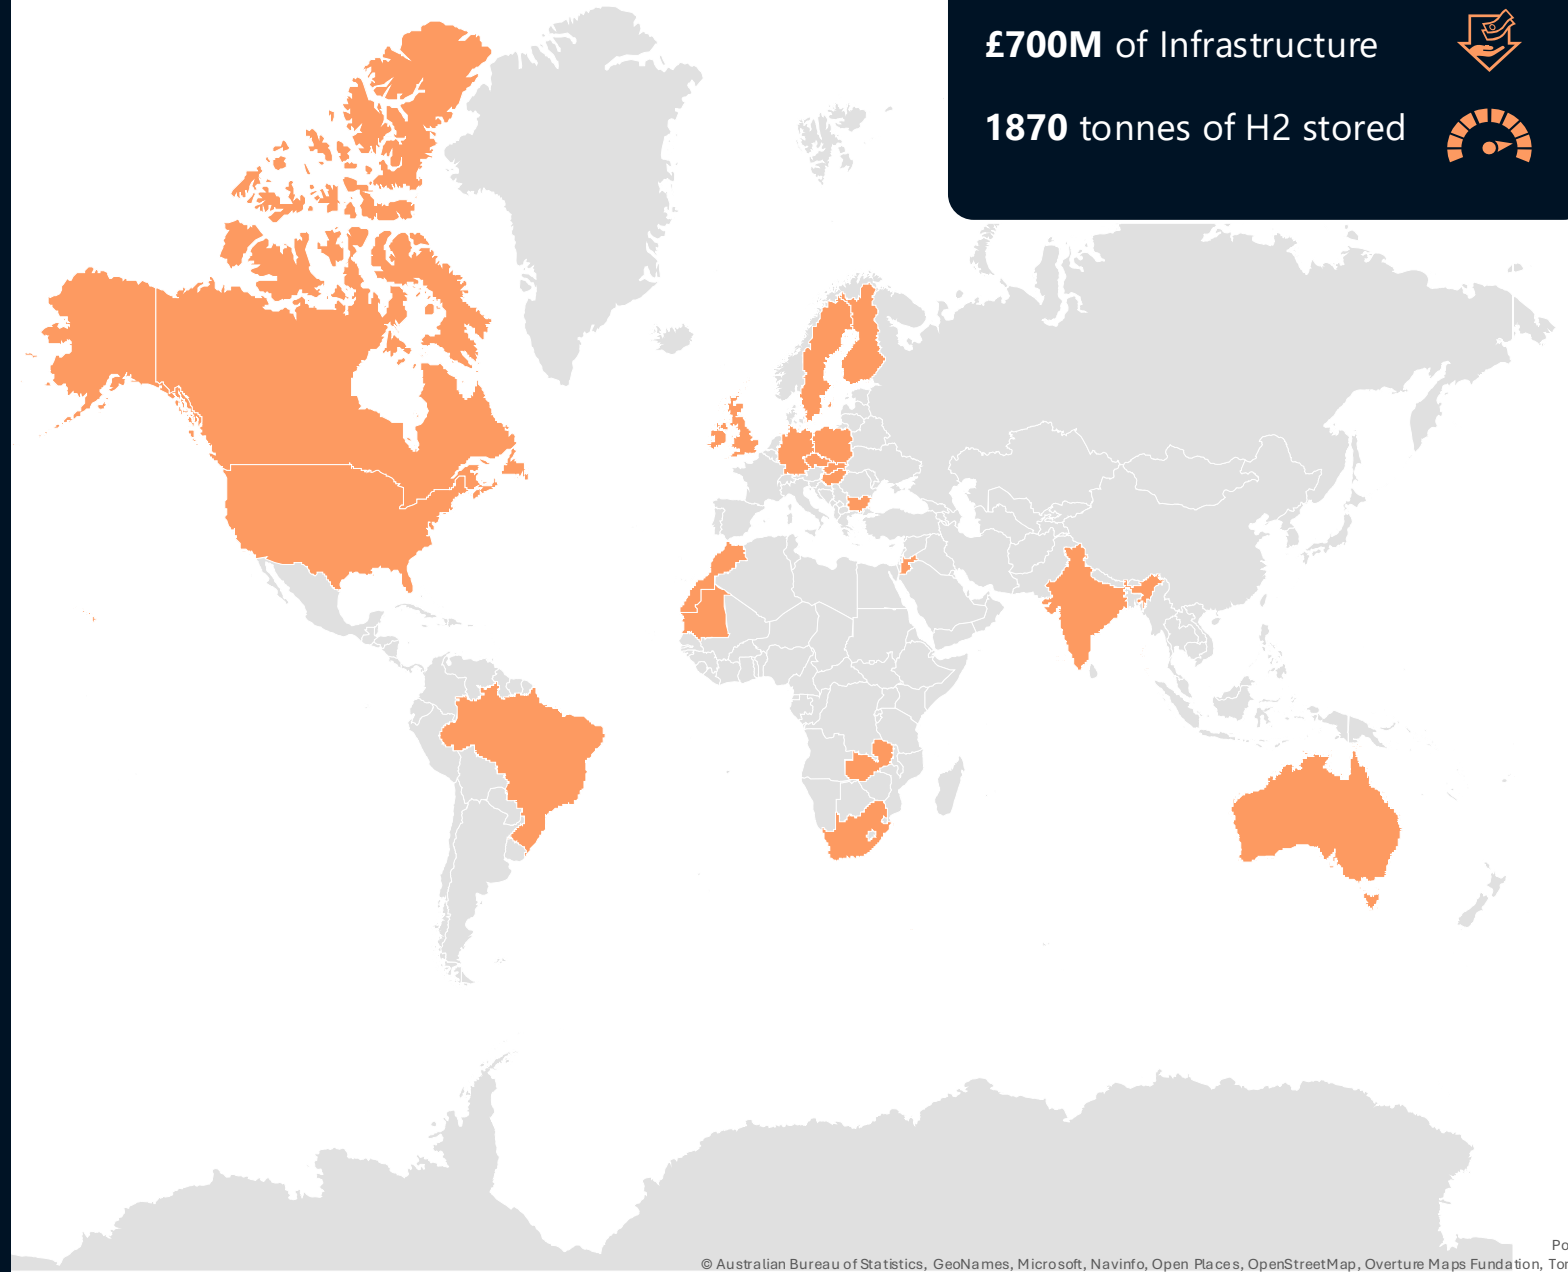 £700M of Infrastructure
1870 tonnes of H2 stored
© Australian Bureau of Statistics, GeoNames, Microsoft, Navinfo, Open Places, OpenStreetMap, Overture Maps Fundation,